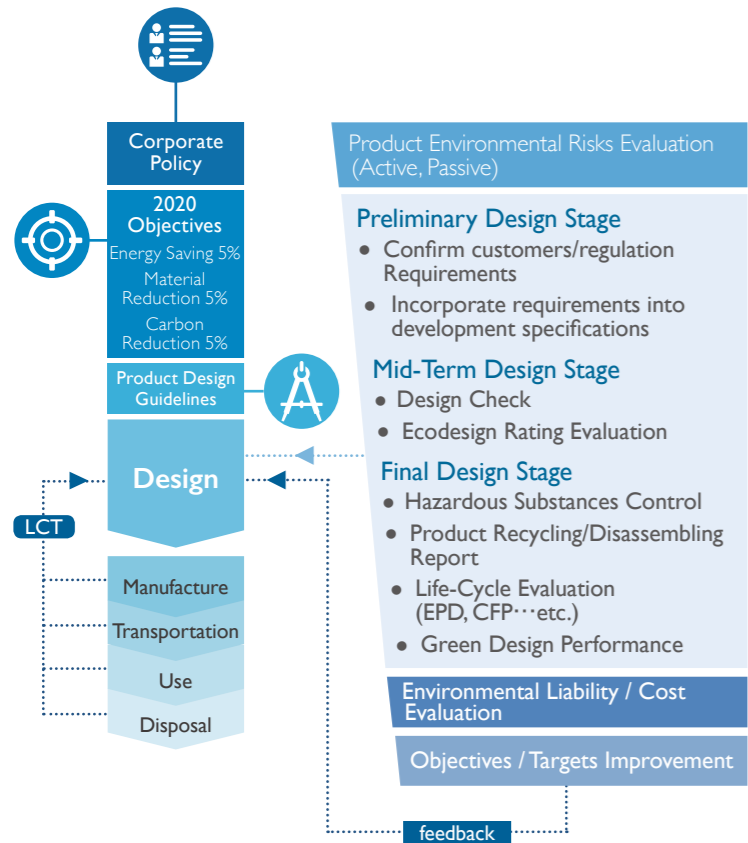 Corporate
Policy
2020
Objectives
Energy Saving 5%
Material
Reduction 5%
Carbon
Reduction 5%
Product Design
Guidelines
Design
LCT
Manufacture
Transportation
Use
Disposal
Product Environmental Risks Evaluation
(Active, Passive)
Preliminary Design Stage
● Confirm customers/regulation
Requirements
● Incorporate requirements into
development specifications
Mid-Term Design Stage
● Design Check
● Ecodesign Rating Evaluation
Final Design Stage
● Hazardous Substances Control
● Product Recycling/Disassembling
Report
● Life-Cycle Evaluation
(EPD, CFP⋯etc.)
● Green Design Performance
Environmental Liability / Cost
Evaluation
Objectives / Targets Improvement
feedback